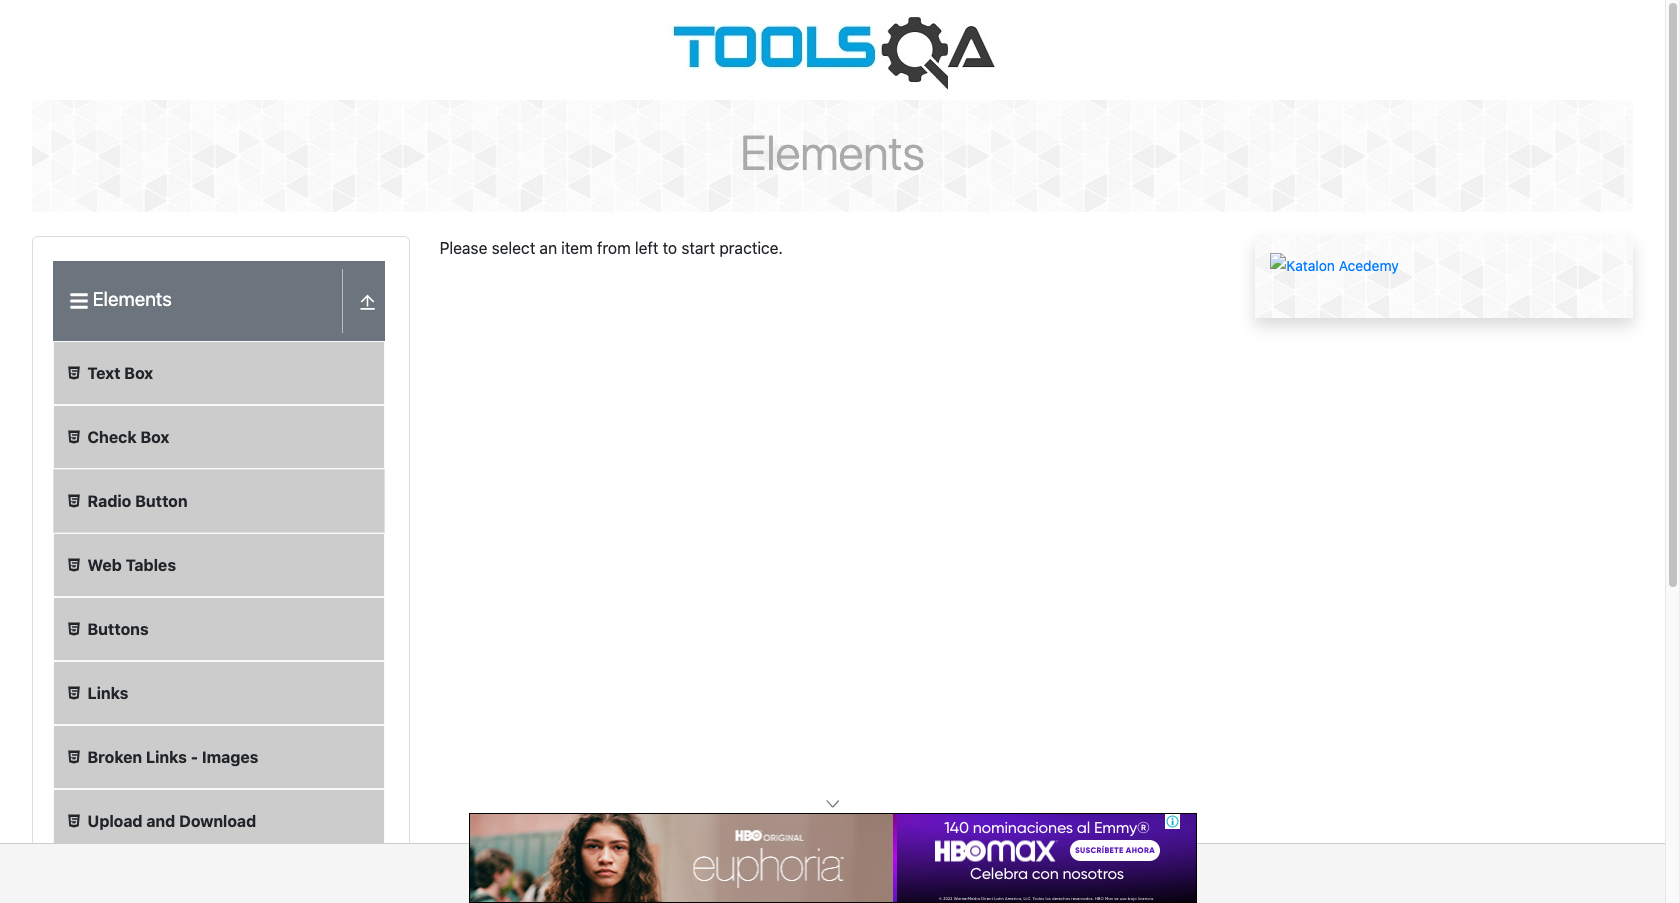 TOOLSQA
Elements
Elements
Text Box
Check Box
Radio Button
Web Tables
Buttons
Links
Broken Links - Images
Upload and Download
Please select an item from left to start practice.
Katalon Acedemy
HBO ORIGINAL
euphoria
140 nominaciones al Emmy®
HBOMAX
SUSCRÍBETE AHORA
Celebra con nosotros